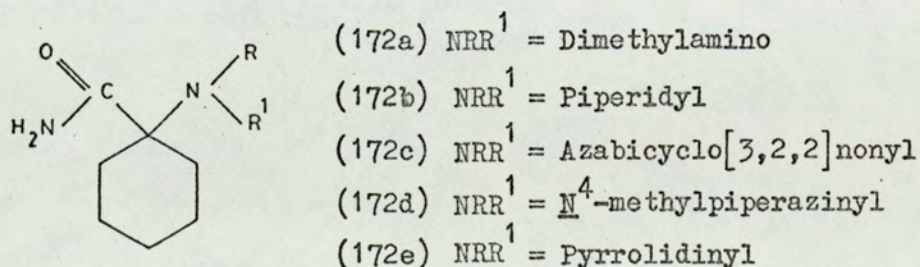 O
C
N
R
R¹
H₂N
(172a) NRR¹ = Dimethylamino
(172b) NRR¹ = Piperidyl
(172c) NRR¹ = Azabicyclo[3,2,2]nonyl
(172d) NRR¹ = N⁴-methylpiperazinyl
(172e) NRR¹ = Pyrrolidinyl